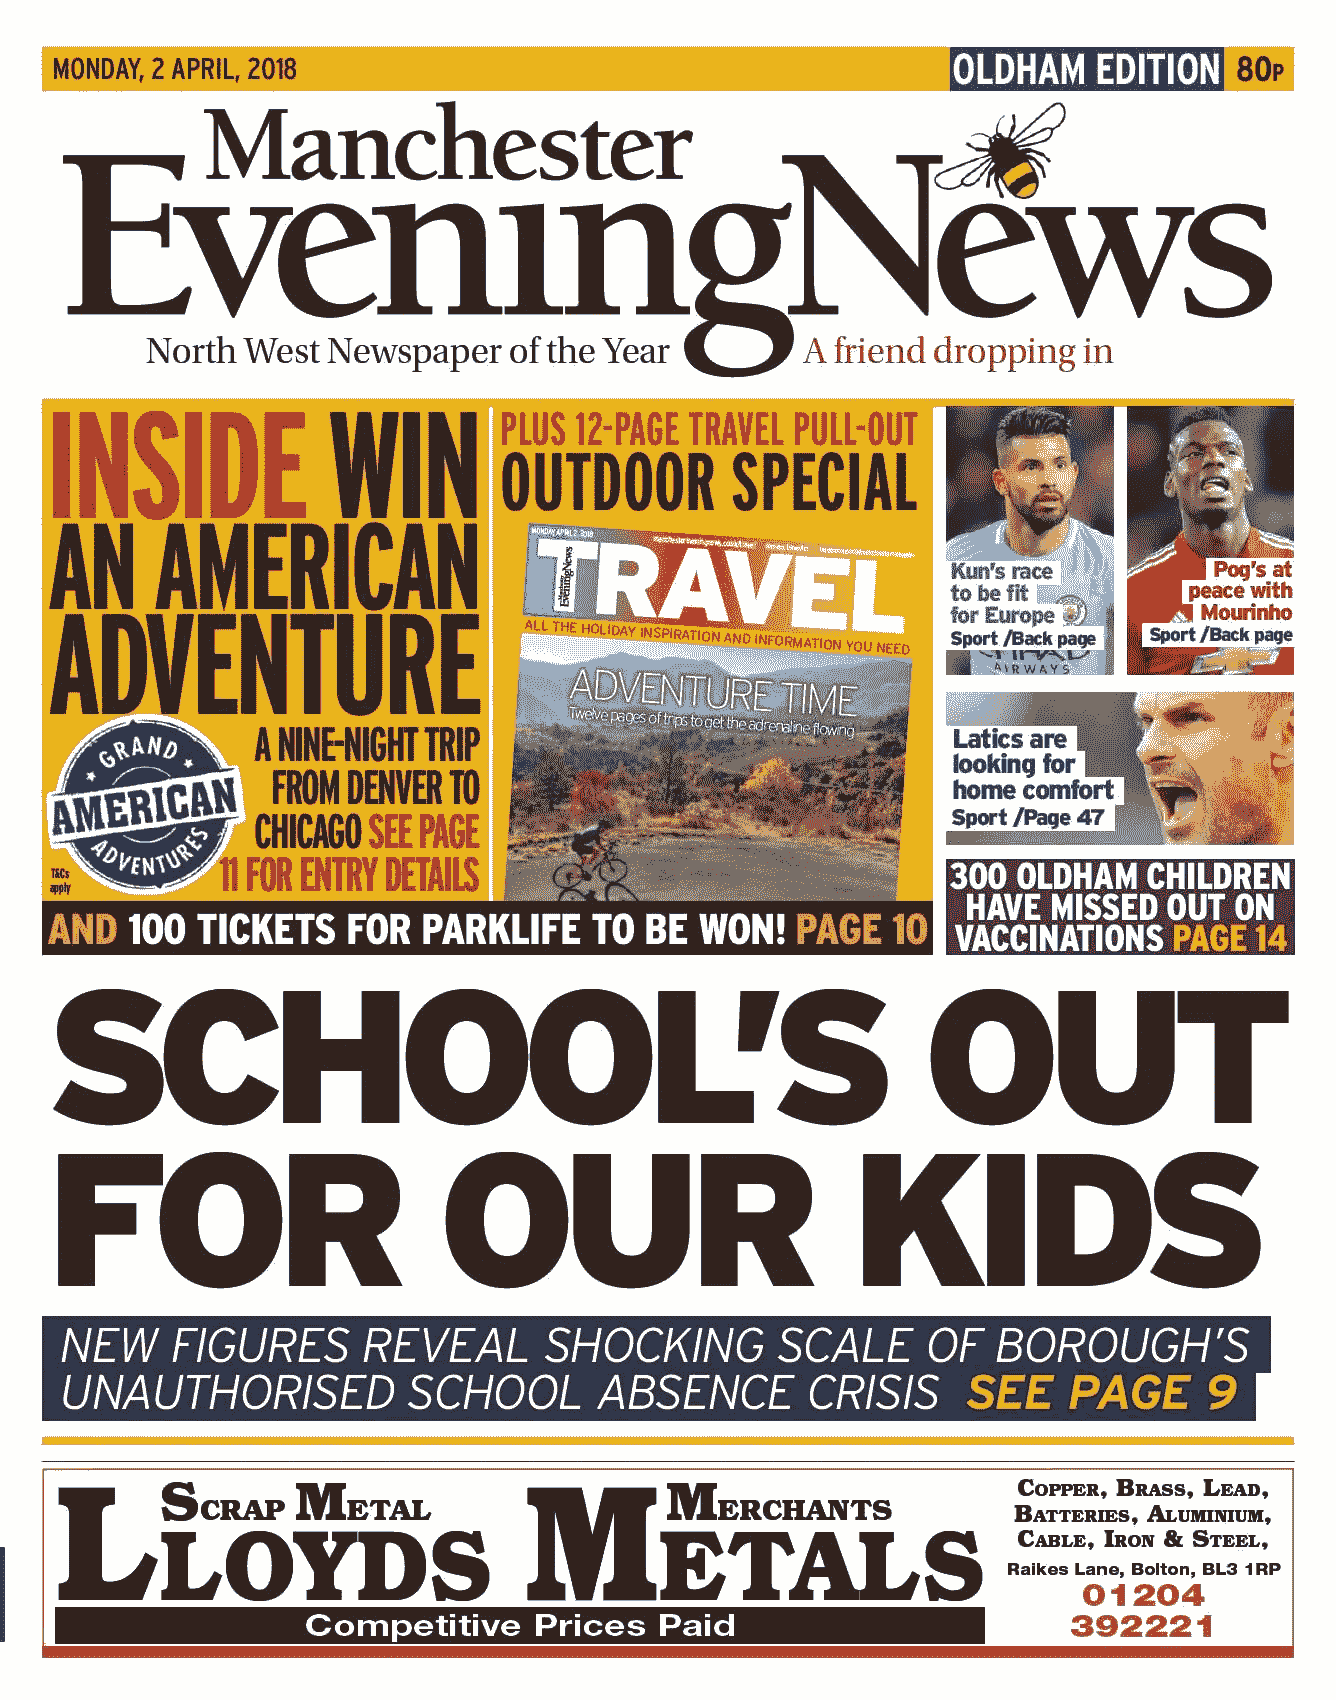 MONDAY, 2 APRIL, 2018
OLDHAM EDITION 80P
Manchester
Evening News
North West Newspaper of the Year
A friend dropping in
INSIDE WIN
AN AMERICAN
ADVENTURE
GRAND
AMERICAN
ADVENTURES
A NINE-NIGHT TRIP
FROM DENVER TO
CHICAGO SEE PAGE
11 FOR ENTRY DETAILS
T&Cs
apply
PLUS 12-PAGE TRAVEL PULL-OUT
OUTDOOR SPECIAL
MONDAY APRIL 2, 2018
Manchester
Evening News
TRAVEL
ALL THE HOLIDAY INSPIRATION AND INFORMATION YOU NEED
ADVENTURE TIME
Twelve pages of trips to get the adrenaline flowing
AND 100 TICKETS FOR PARKLIFE TO BE WON! PAGE 10
Kun's race
to be fit
for Europe
Sport /Back page
AIRWAYS
Pog's at
peace with
Mourinho
Sport /Back page
Latics are
looking for
home comfort
Sport /Page 47
300 OLDHAM CHILDREN
HAVE MISSED OUT ON
VACCINATIONS PAGE 14
SCHOOL'S OUT
FOR OUR KIDS
NEW FIGURES REVEAL SHOCKING SCALE OF BOROUGH'S
UNAUTHORISED SCHOOL ABSENCE CRISIS SEE PAGE 9
SCRAP METAL MERCHANTS
LLOYDS METALS
Competitive Prices Paid
COPPER, BRASS, LEAD,
BATTERIES, ALUMINIUM,
CABLE, IRON & STEEL,
Raikes Lane, Bolton, BL3 1RP
01204
392221